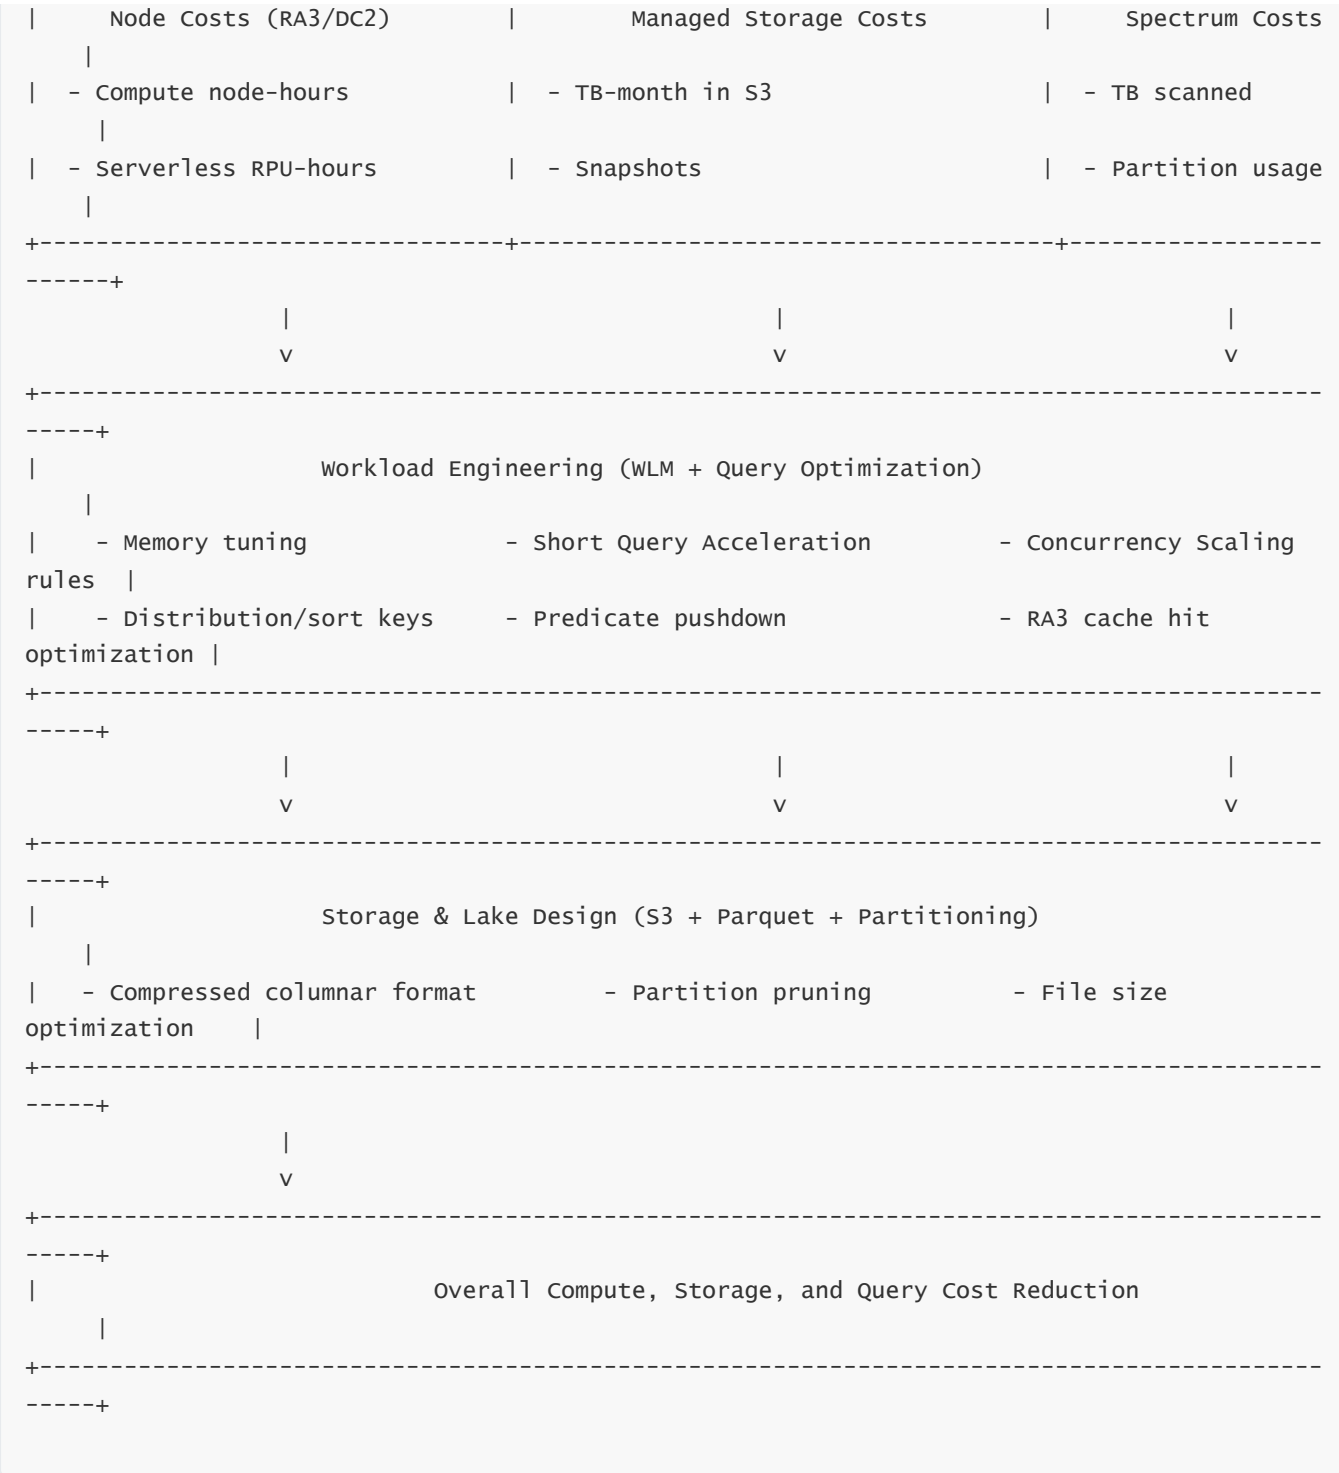 |     Node Costs (RA3/DC2)        |        Managed Storage Costs        |     Spectrum Costs
    |
|  - Compute node-hours           |  - TB-month in S3                   |  - TB scanned
     |
|  - Serverless RPU-hours         |  - Snapshots                        |  - Partition usage
    |
+---------------------------------+--------------------------------------+------------------
------+
                  |                                  |                               |
                  v                                  v                               v
+-------------------------------------------------------------------------------------------
-----+
|                    Workload Engineering (WLM + Query Optimization)
    |
|    - Memory tuning              - Short Query Acceleration         - Concurrency Scaling
rules  |
|    - Distribution/sort keys     - Predicate pushdown               - RA3 cache hit
optimization |
+-------------------------------------------------------------------------------------------
-----+
                  |                                  |                               |
                  v                                  v                               v
+-------------------------------------------------------------------------------------------
-----+
|                    Storage & Lake Design (S3 + Parquet + Partitioning)
    |
|   - Compressed columnar format         - Partition pruning          - File size
optimization    |
+-------------------------------------------------------------------------------------------
-----+
                  |
                  v
+-------------------------------------------------------------------------------------------
-----+
|                            Overall Compute, Storage, and Query Cost Reduction
     |
+-------------------------------------------------------------------------------------------
-----+